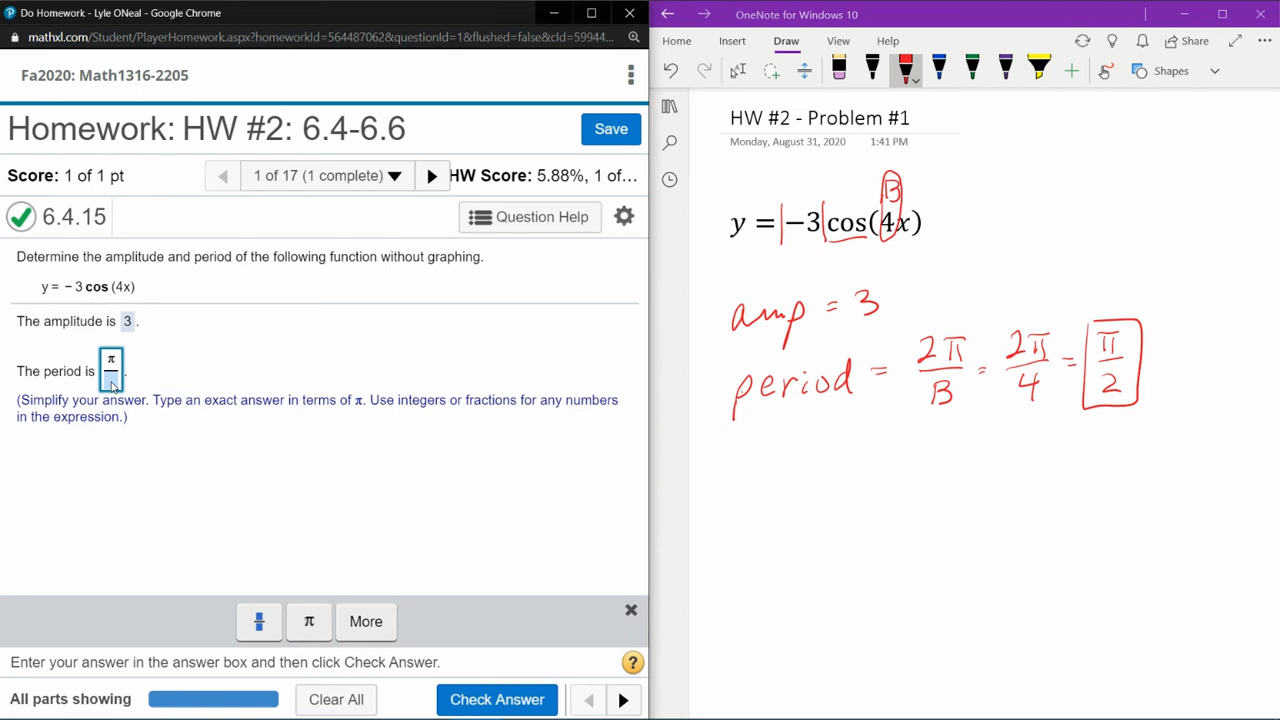 Do Homework - Lyle ONeal - Google Chrome
mathxl.com/Student/PlayerHomework.aspx?homeworkId=564487062&questionId=1&flushed=false&cId=59944...
Fa2020: Math1316-2205
Homework: HW #2: 6.4-6.6
Save
Score: 1 of 1 pt
1 of 17 (1 complete)
HW Score: 5.88%, 1 of...
6.4.15
Question Help
Determine the amplitude and period of the following function without graphing.
y = − 3 cos (4x)
The amplitude is 3 .
The period is π/ .
(Simplify your answer. Type an exact answer in terms of π. Use integers or fractions for any numbers
in the expression.)
π
More
Enter your answer in the answer box and then click Check Answer.
?
All parts showing
Clear All
Check Answer
OneNote for Windows 10
Home
Insert
Draw
View
Help
Share
Shapes
HW #2 - Problem #1
Monday, August 31, 2020
1:41 PM
B
y = |−3| cos(4x)
amp = 3
period = 2π/B = 2π/4 = π/2